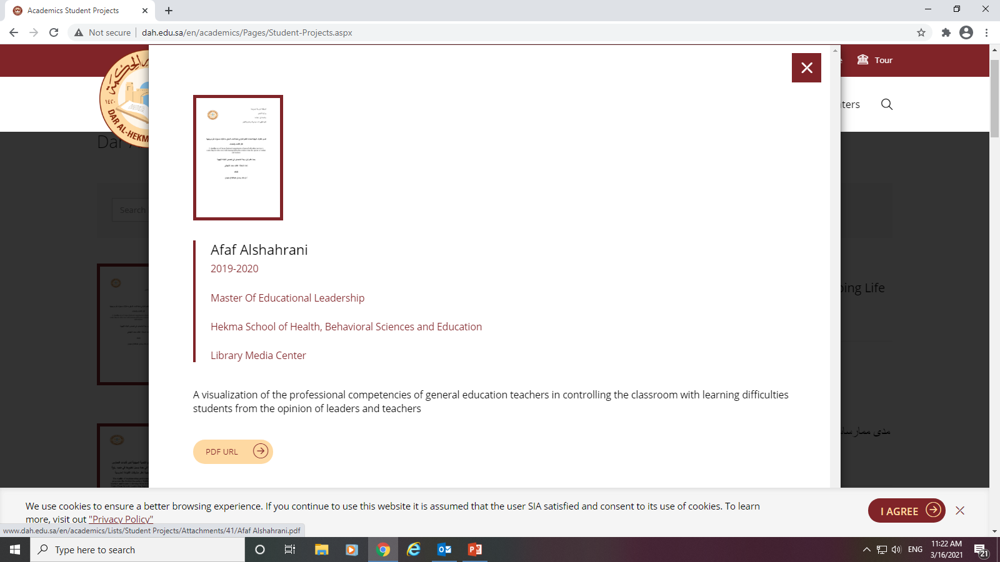 Academics Student Projects
Not secure
dah.edu.sa/en/academics/Pages/Student-Projects.aspx
Tour
١٤٢٠
DAR AL-HEKM
ters
Dar
Search
Afaf Alshahrani
2019-2020
Master Of Educational Leadership
Hekma School of Health, Behavioral Sciences and Education
Library Media Center
A visualization of the professional competencies of general education teachers in controlling the classroom with learning difficulties
students from the opinion of leaders and teachers
PDF URL
ping Life
مدى ممارسا
We use cookies to ensure a better browsing experience. If you continue to use this website it is assumed that the user SIA satisfied and consent to its use of cookies. To learn
more, visit out "Privacy Policy"
I AGREE
www.dah.edu.sa/en/academics/Lists/Student Projects/Attachments/41/Afaf Alshahrani.pdf
Type here to search
ENG
11:22 AM
3/16/2021
21